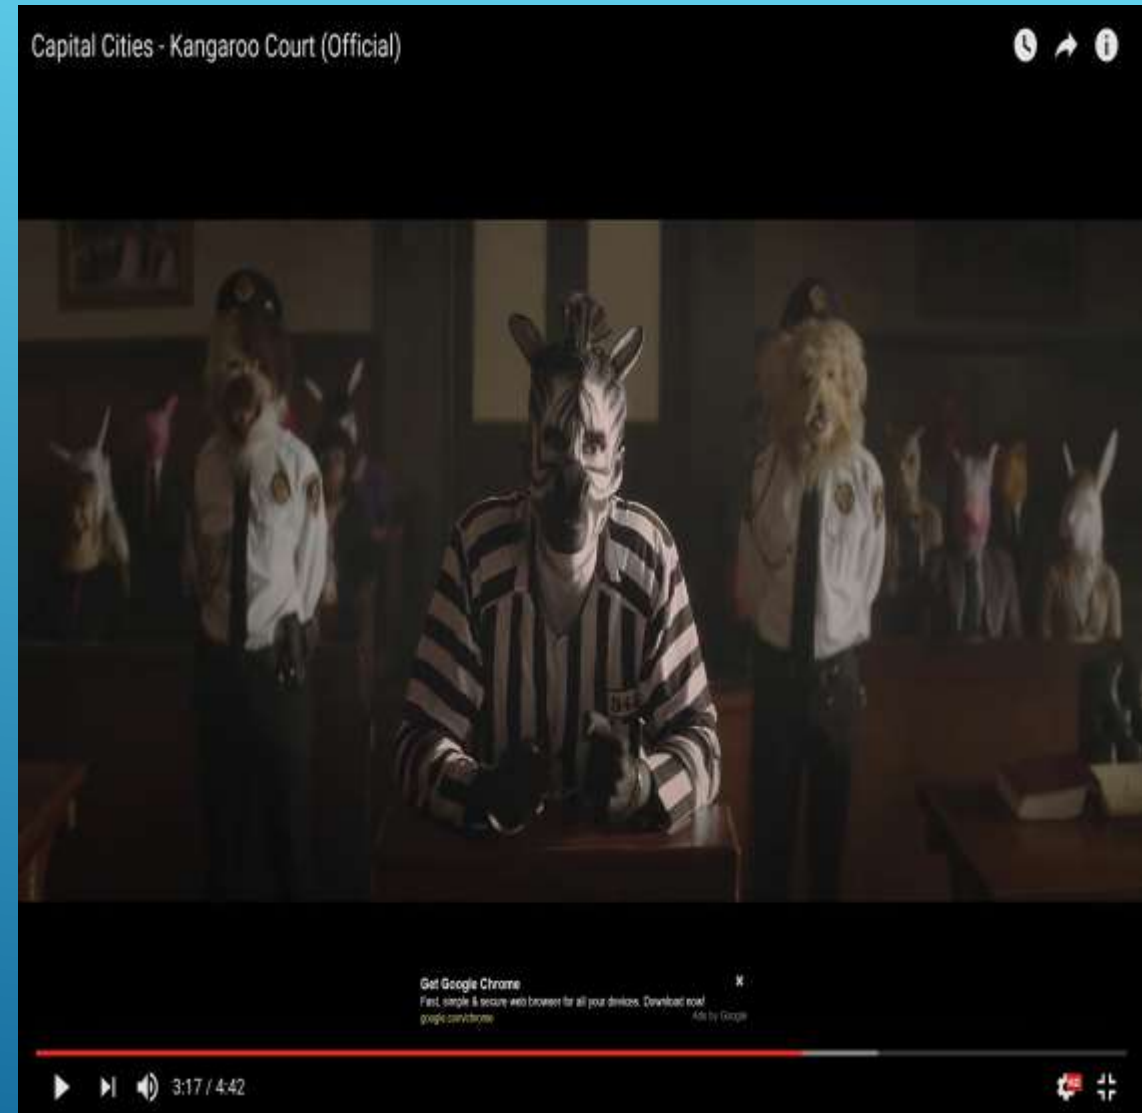 Capital Cities - Kangaroo Court (Official)
Get Google Chrome
Fast, simple & secure web browser for all your devices. Download now!
google.com/chrome
Ads by Google
3:17 / 4:42